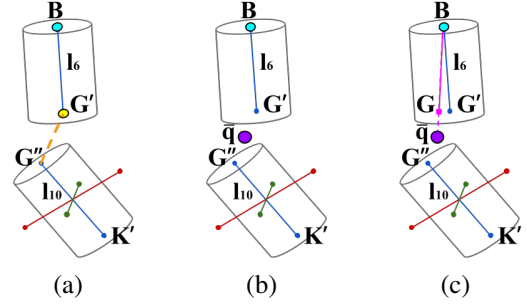 B
l₆
G′
G″
l₁₀
K′
(a)
B
l₆
G′
q̄
G″
l₁₀
K′
(b)
B
l₆
G G′
q̄
G″
l₁₀
K′
(c)